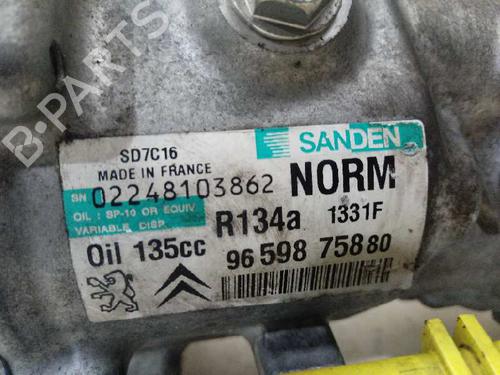 B-PARTS
SANDEN
SD7C16
MADE IN FRANCE
SN 02248103862 NORM
OIL : SP-10 OR EQUIV
VARIABLE DISP.
R134a 1331F
Oil 135cc 96 598 758 80